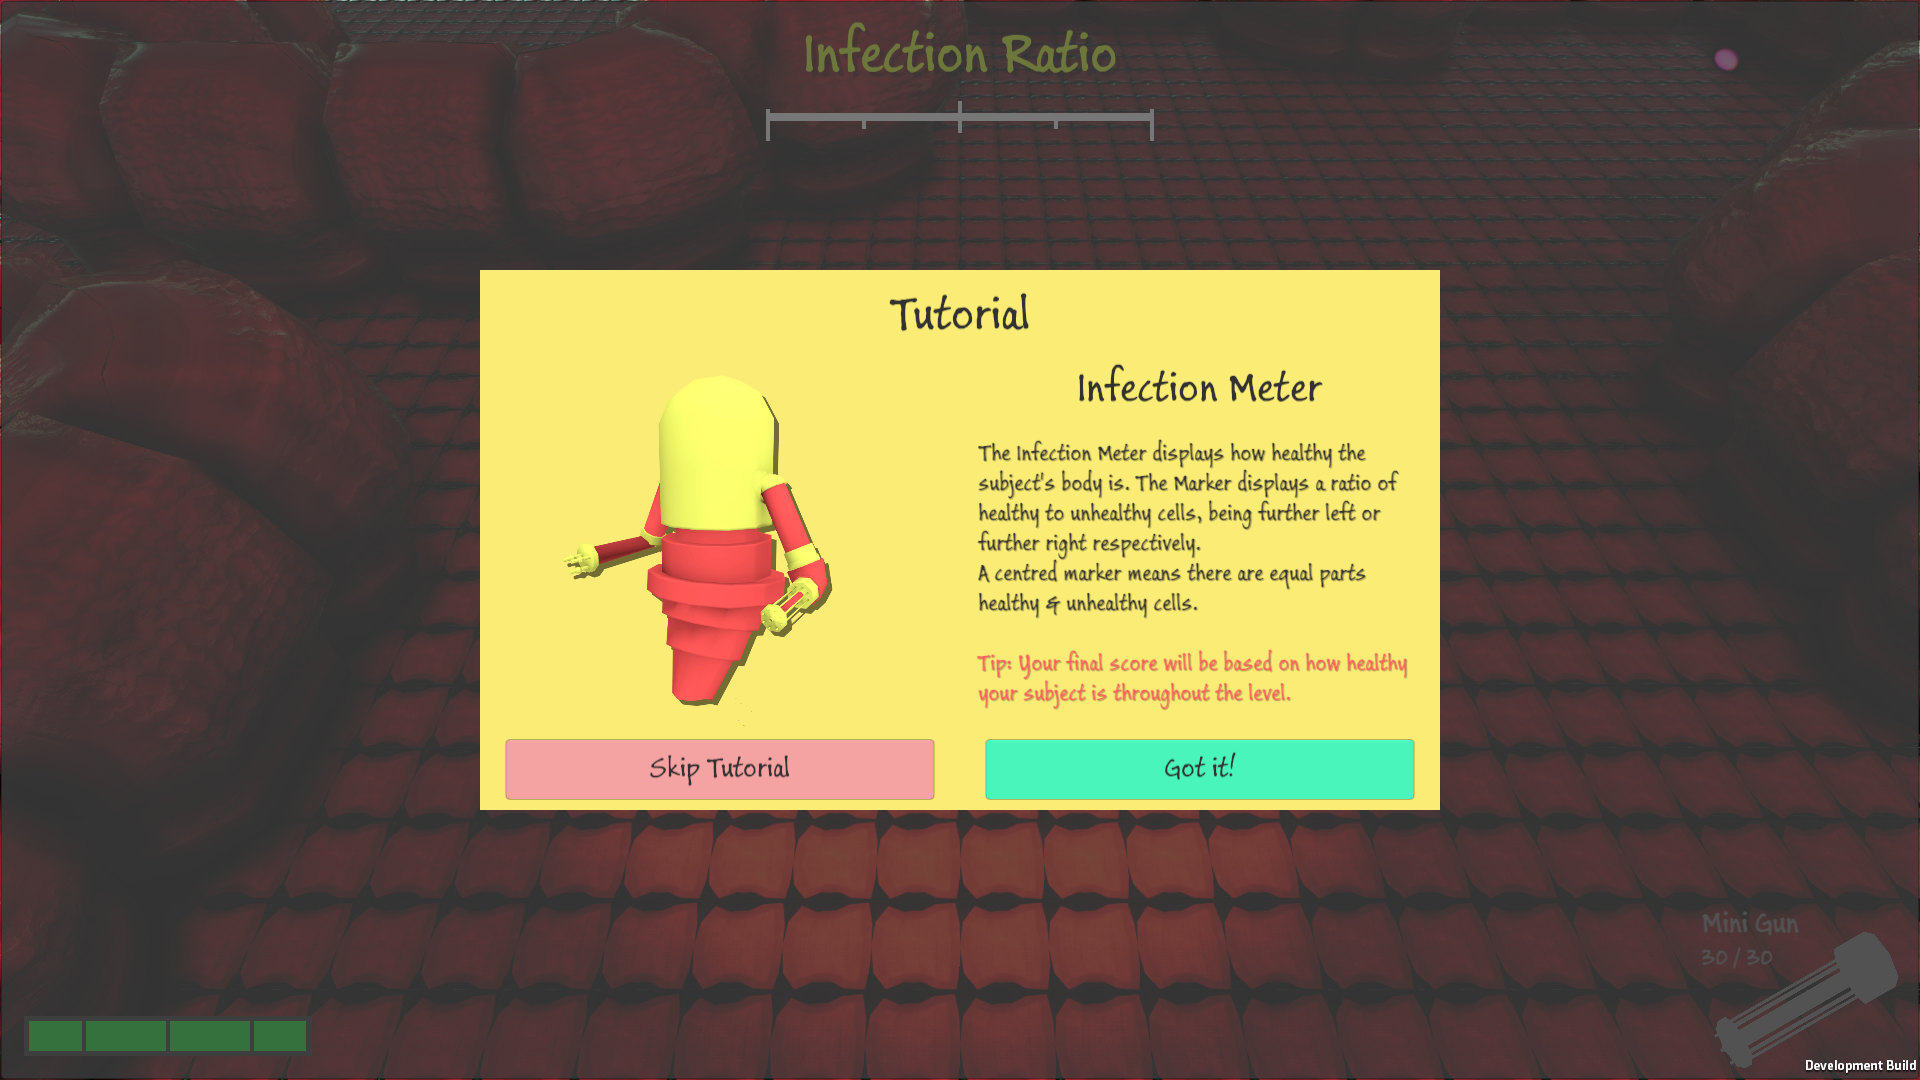 Infection Ratio
Tutorial
Infection Meter
The Infection Meter displays how healthy the
subject's body is. The Marker displays a ratio of
healthy to unhealthy cells, being further left or
further right respectively.
A centred marker means there are equal parts
healthy & unhealthy cells.
Tip: Your final score will be based on how healthy
your subject is throughout the level.
Skip Tutorial
Got it!
Mini Gun
30 / 30
Development Build